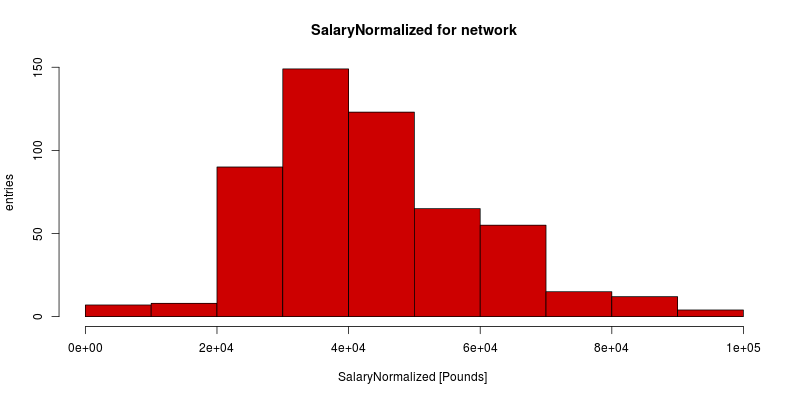 SalaryNormalized for network
entries
150
100
50
0
0e+00 2e+04 4e+04 6e+04 8e+04 1e+05
SalaryNormalized [Pounds]